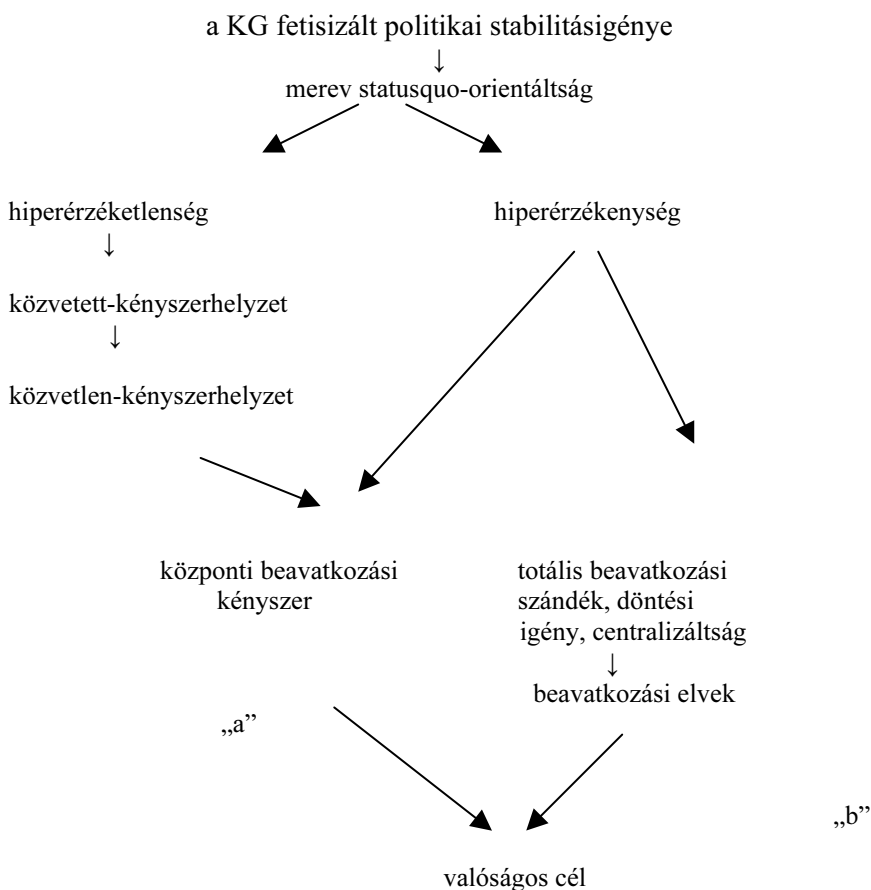 a KG fetisizált politikai stabilitásigénye
↓
merev statusquo-orientáltság
hiperérzéketlenség
hiperérzékenység
↓
közvetett-kényszerhelyzet
↓
közvetlen-kényszerhelyzet
központi beavatkozási
kényszer
totális beavatkozási
szándék, döntési
igény, centralizáltság
↓
beavatkozási elvek
„a”
„b”
valóságos cél